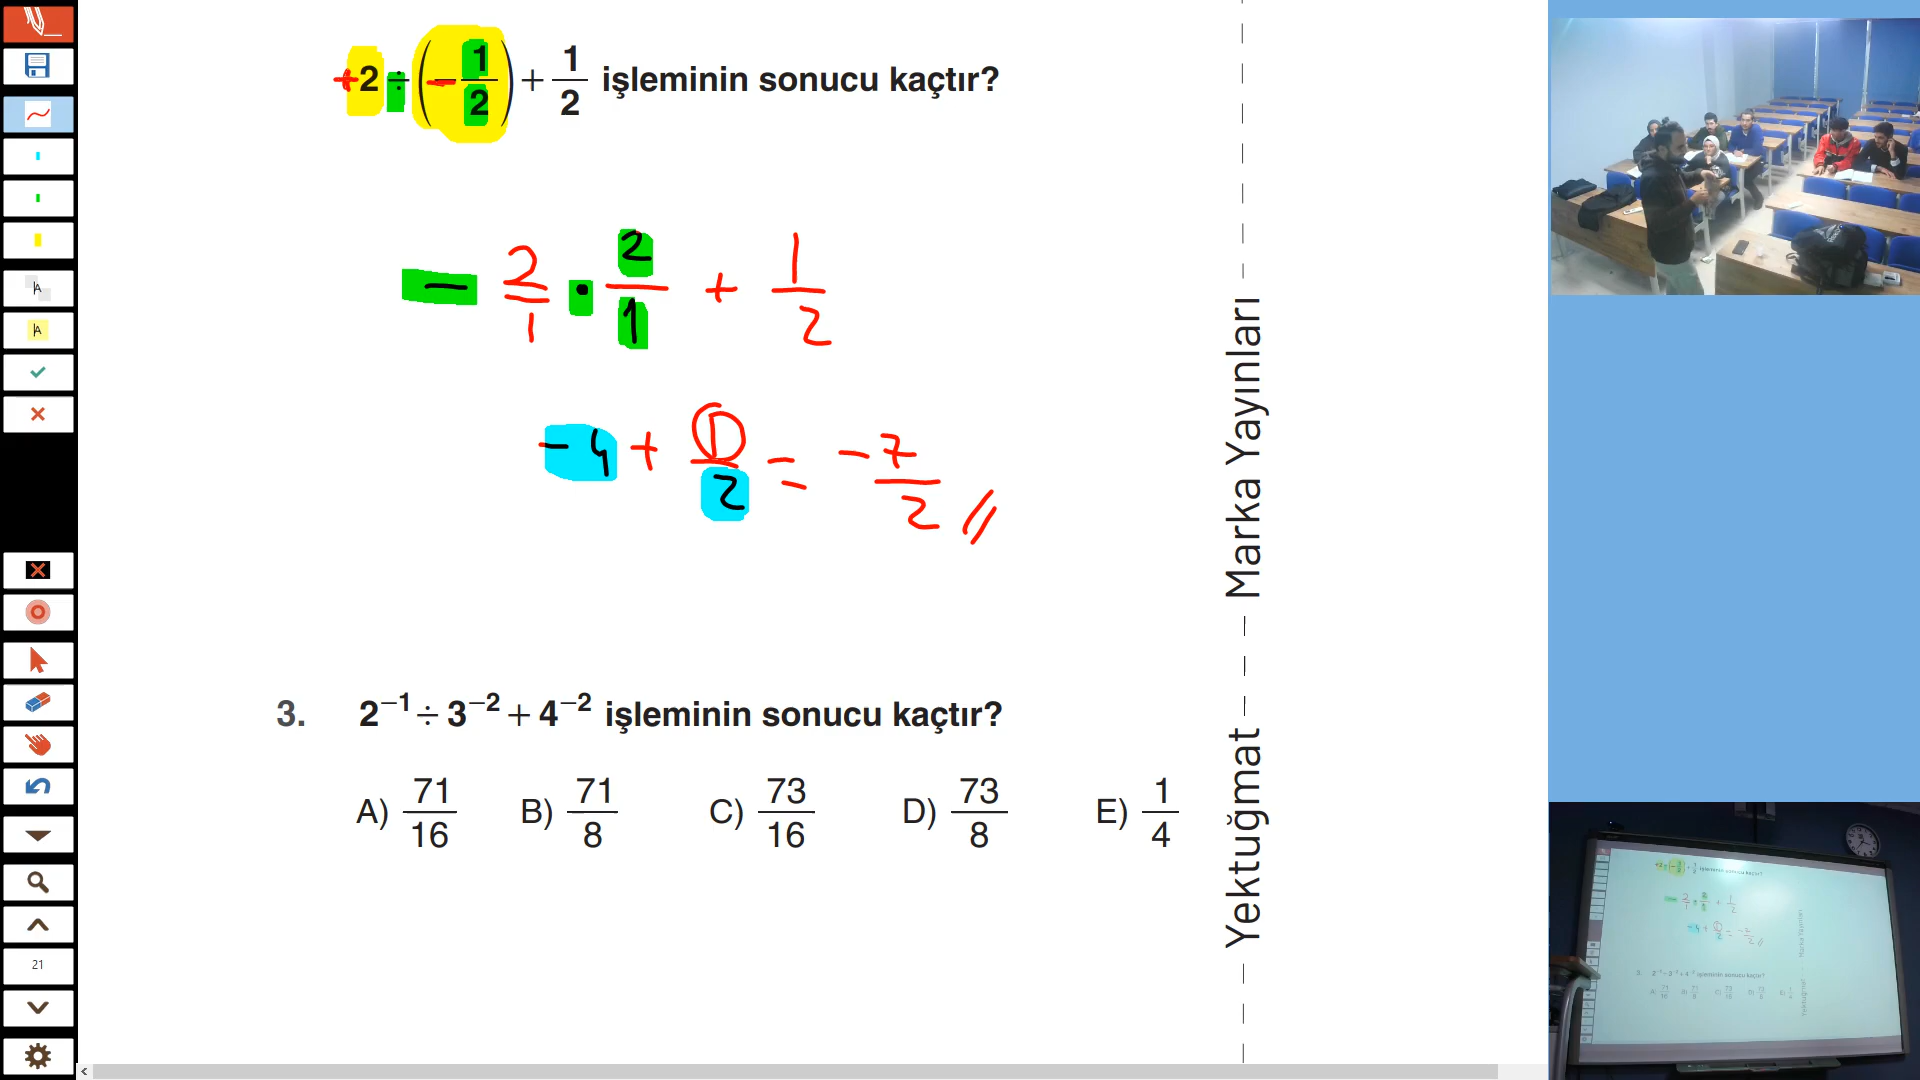 +2 ÷ (−1/2) + 1/2 işleminin sonucu kaçtır?
− 2/1 · 2/1 + 1/2
−4 + 1/2 = −7/2 //
3. 2⁻¹ ÷ 3⁻² + 4⁻² işleminin sonucu kaçtır?
A) 71/16 B) 71/8 C) 73/16 D) 73/8 E) 1/4
Yektuğmat — Marka Yayınları
21